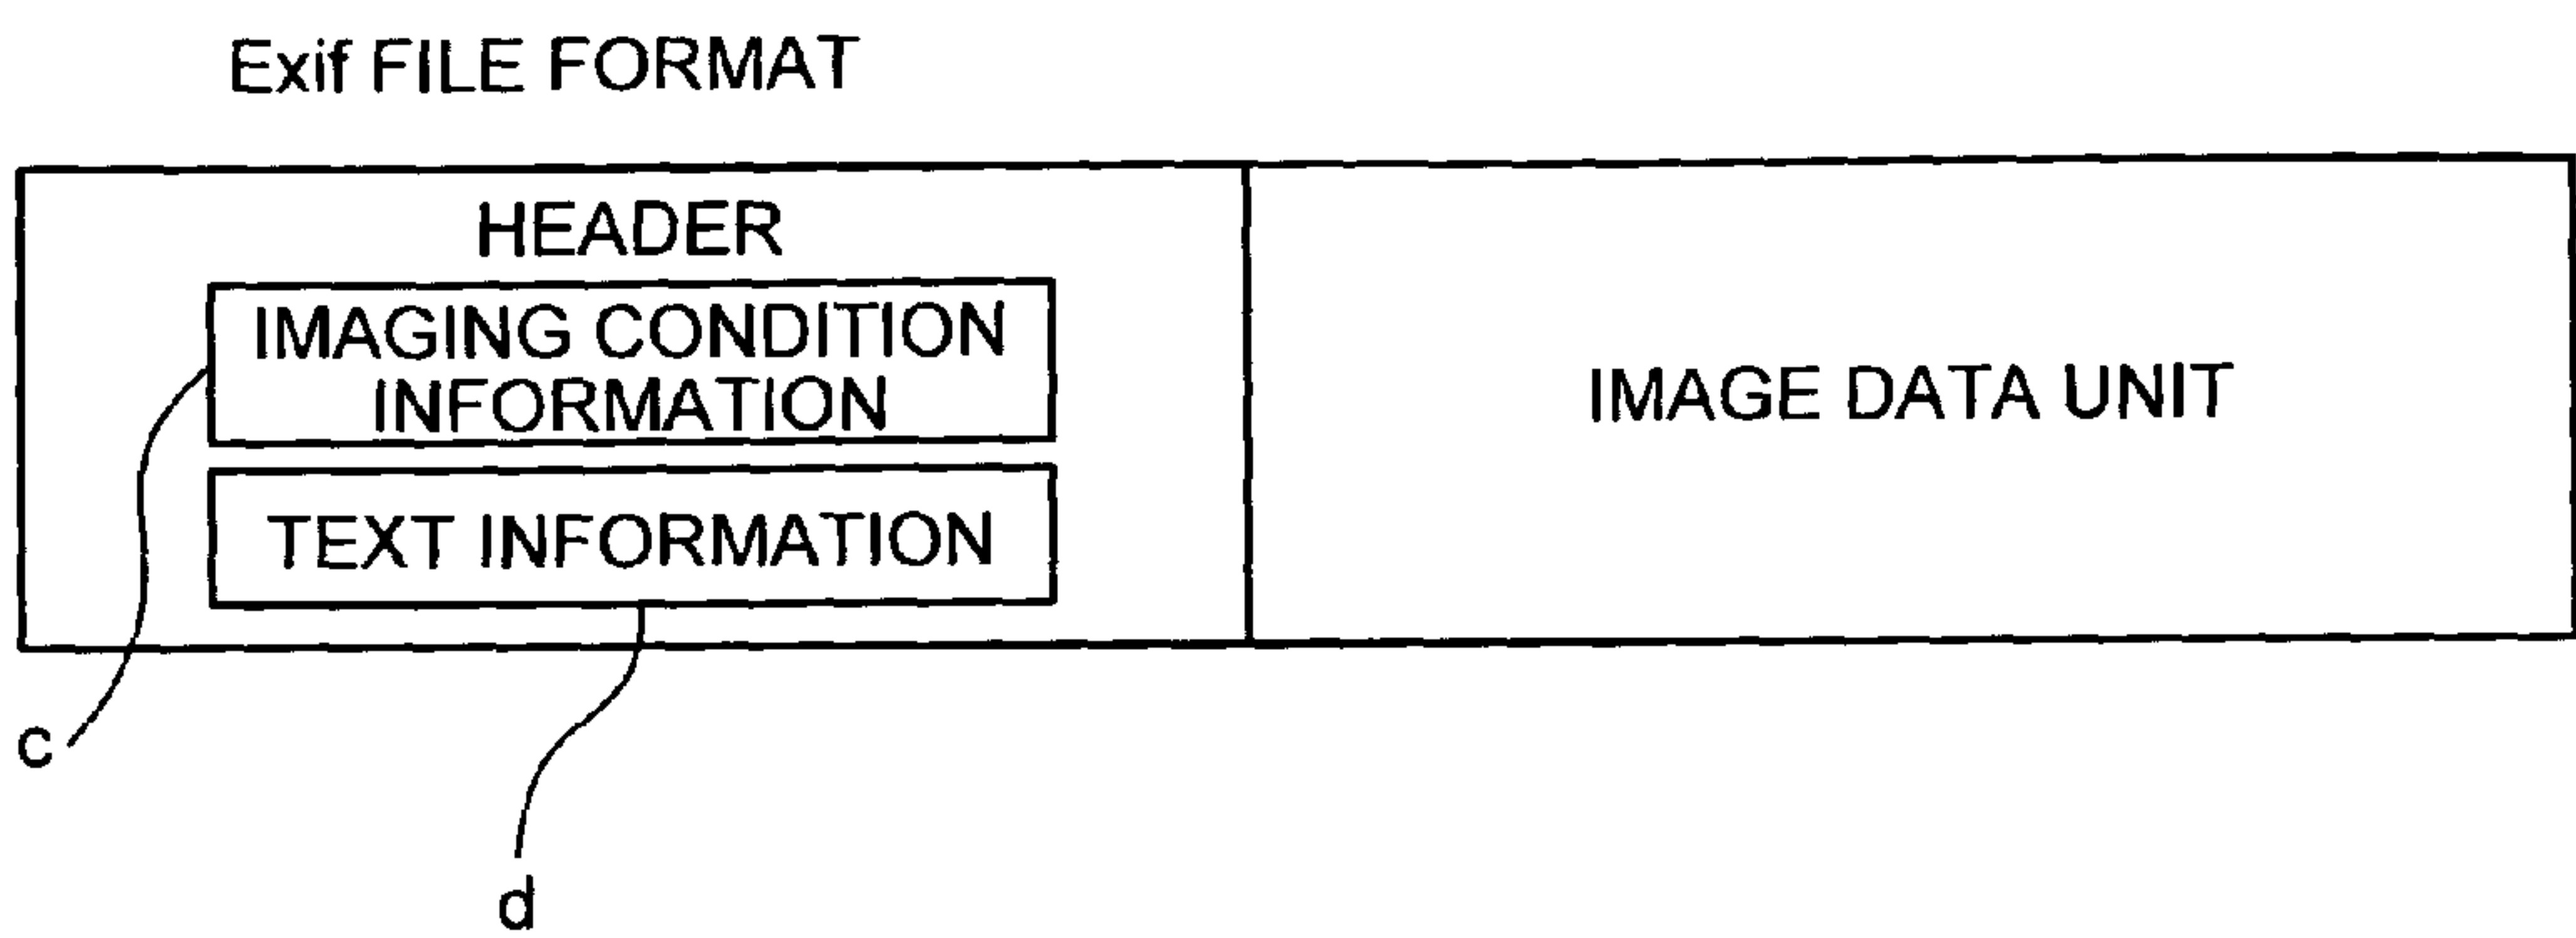 Exif FILE FORMAT
HEADER
IMAGING CONDITION
INFORMATION
TEXT INFORMATION
IMAGE DATA UNIT
c
d